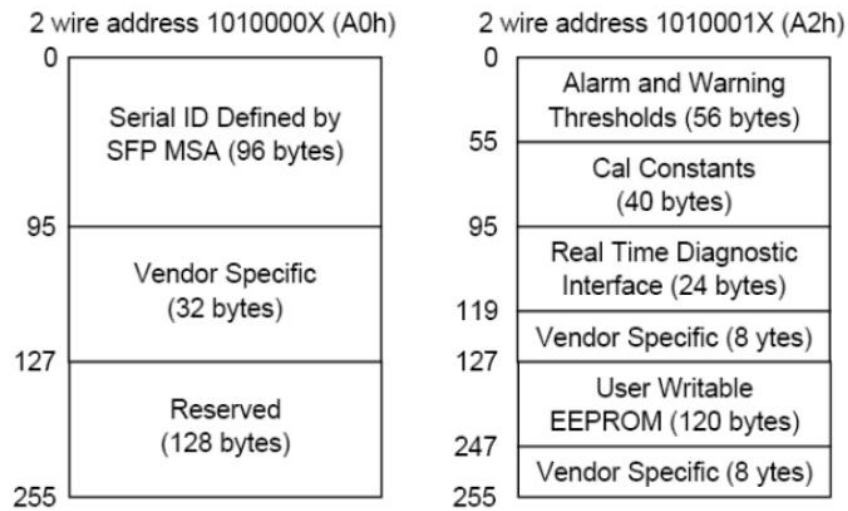 2 wire address 1010000X (A0h)
0
Serial ID Defined by
SFP MSA (96 bytes)
95
Vendor Specific
(32 bytes)
127
Reserved
(128 bytes)
255
2 wire address 1010001X (A2h)
0
Alarm and Warning
Thresholds (56 bytes)
55
Cal Constants
(40 bytes)
95
Real Time Diagnostic
Interface (24 bytes)
119
Vendor Specific (8 ytes)
127
User Writable
EEPROM (120 bytes)
247
Vendor Specific (8 ytes)
255